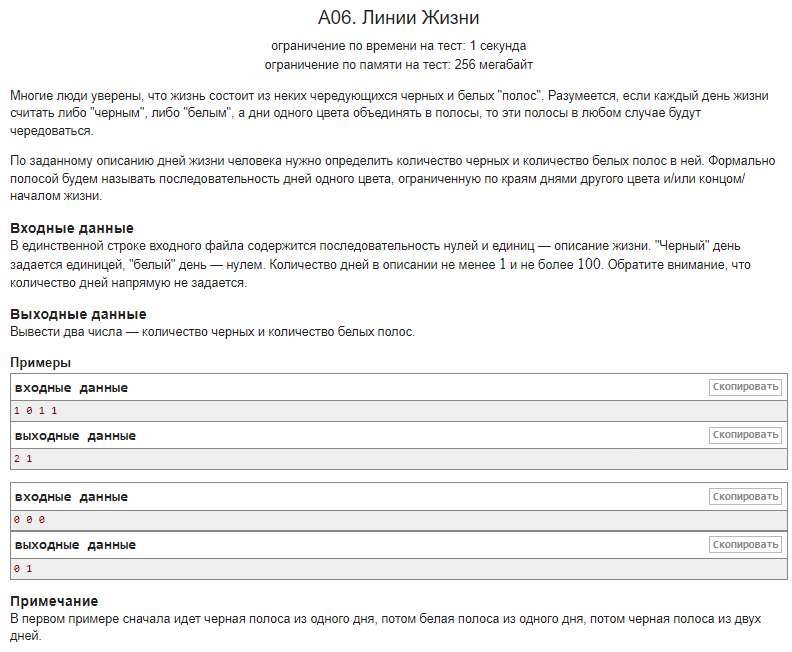 A06. Линии Жизни
ограничение по времени на тест: 1 секунда
ограничение по памяти на тест: 256 мегабайт
Многие люди уверены, что жизнь состоит из неких чередующихся черных и белых "полос". Разумеется, если каждый день жизни
считать либо "черным", либо "белым", а дни одного цвета объединять в полосы, то эти полосы в любом случае будут
чередоваться.
По заданному описанию дней жизни человека нужно определить количество черных и количество белых полос в ней. Формально
полосой будем называть последовательность дней одного цвета, ограниченную по краям днями другого цвета и/или концом/
началом жизни.
Входные данные
В единственной строке входного файла содержится последовательность нулей и единиц — описание жизни. "Черный" день
задается единицей, "белый" день — нулем. Количество дней в описании не менее 1 и не более 100. Обратите внимание, что
количество дней напрямую не задается.
Выходные данные
Вывести два числа — количество черных и количество белых полос.
Примеры
входные данные Скопировать
1 0 1 1
выходные данные Скопировать
2 1
входные данные Скопировать
0 0 0
выходные данные Скопировать
0 1
Примечание
В первом примере сначала идет черная полоса из одного дня, потом белая полоса из одного дня, потом черная полоса из двух
дней.